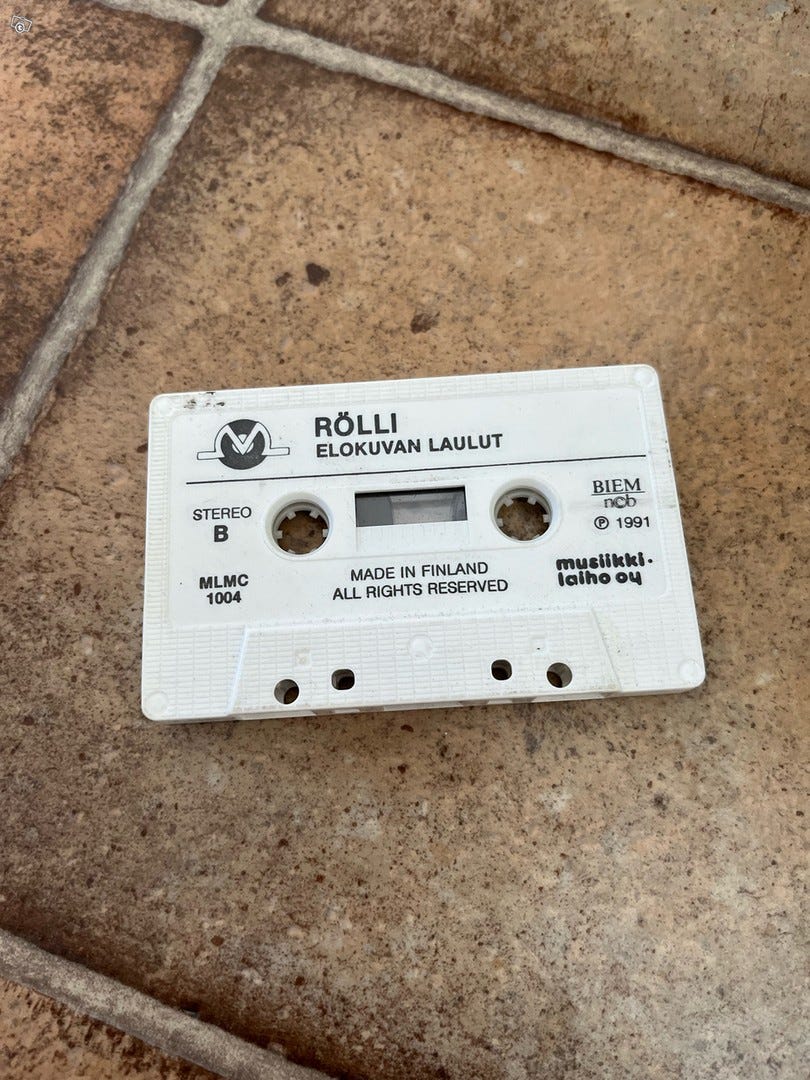 RÖLLI
ELOKUVAN LAULUT
STEREO
B
BIEM
ncb
Ⓟ 1991
MLMC
1004
MADE IN FINLAND
ALL RIGHTS RESERVED
musiikki-
laiho oy